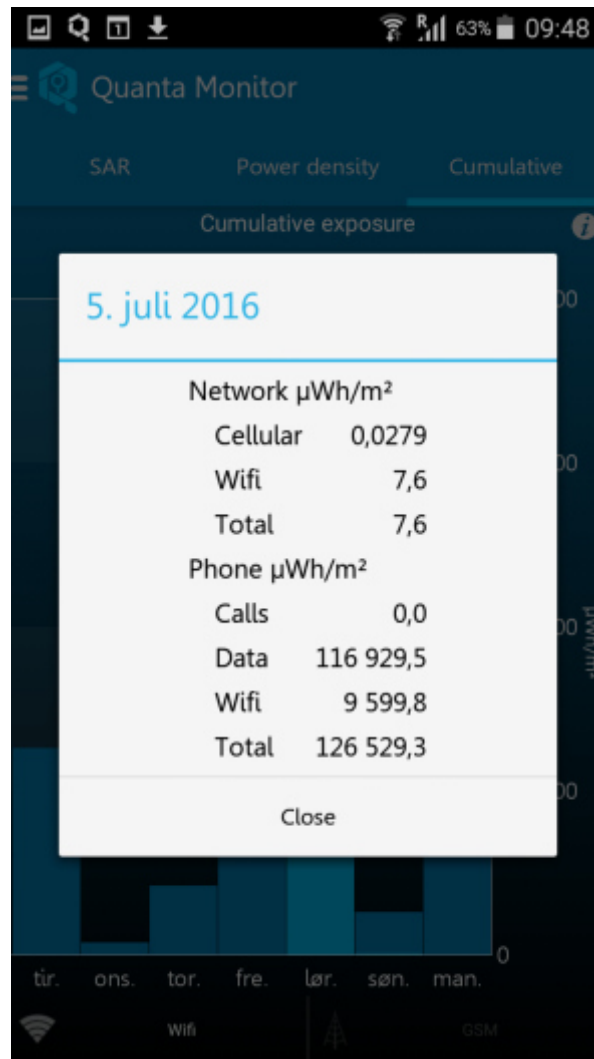 63% 09:48
Quanta Monitor
SAR Power density Cumulative
Cumulative exposure
5. juli 2016
Network µWh/m²
Cellular 0,0279
Wifi 7,6
Total 7,6
Phone µWh/m²
Calls 0,0
Data 116 929,5
Wifi 9 599,8
Total 126 529,3
Close
0
tir. ons. tor. fre. lør. søn. man.
Wifi GSM